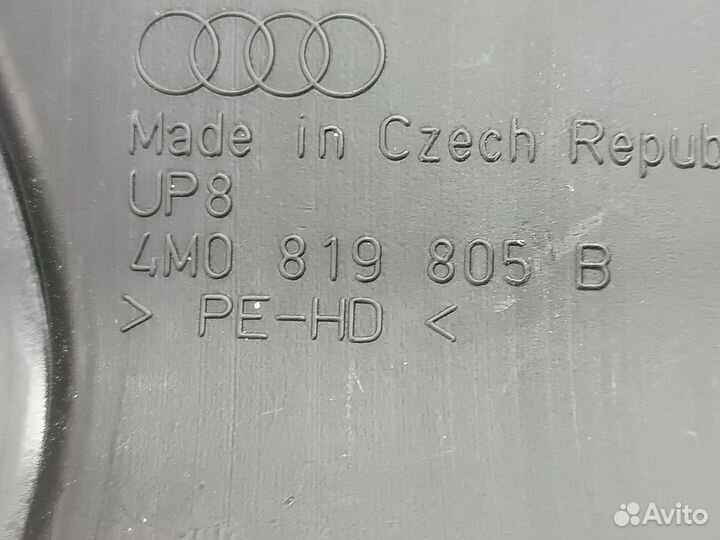 Made in Czech Repub
UP8
4M0 819 805 B
> PE-HD <
Avito